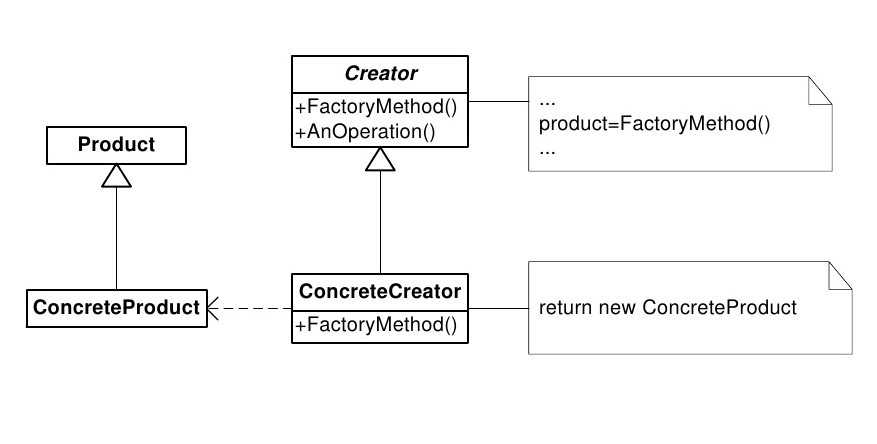 Creator
+FactoryMethod()
+AnOperation()
...
product=FactoryMethod()
...
Product
ConcreteProduct
ConcreteCreator
+FactoryMethod()
return new ConcreteProduct